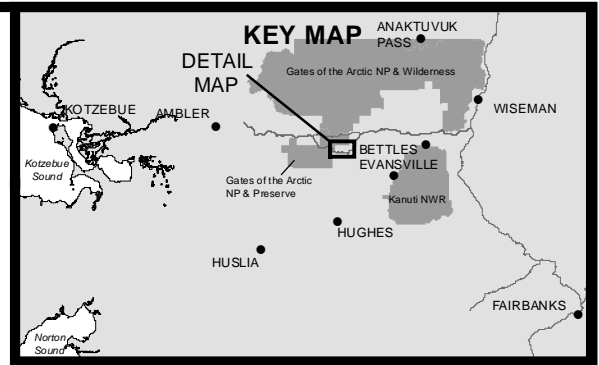 KEY MAP
ANAKTUVUK
PASS
DETAIL
MAP
Gates of the Arctic NP & Wilderness
WISEMAN
KOTZEBUE
AMBLER
Kotzebue
Sound
BETTLES
EVANSVILLE
Gates of the Arctic
NP & Preserve
Kanuti NWR
HUGHES
HUSLIA
FAIRBANKS
Norton
Sound